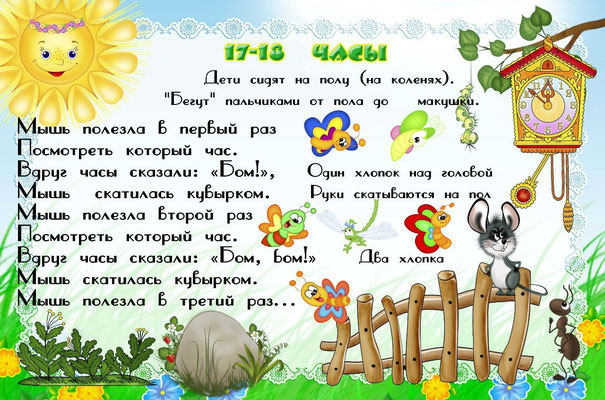 17-18 ЧАСЫ
Дети сидят на полу (на коленях).
"Бегут" пальчиками от пола до макушки.
Мышь полезла в первый раз
Посмотреть который час.
Вдруг часы сказали: «Бом!», Один хлопок над головой
Мышь скатилась кувырком. Руки скатываются на пол
Мышь полезла второй раз
Посмотреть который час.
Вдруг часы сказали: «Бом, бом!» Два хлопка
Мышь скатилась кувырком.
Мышь полезла в третий раз...